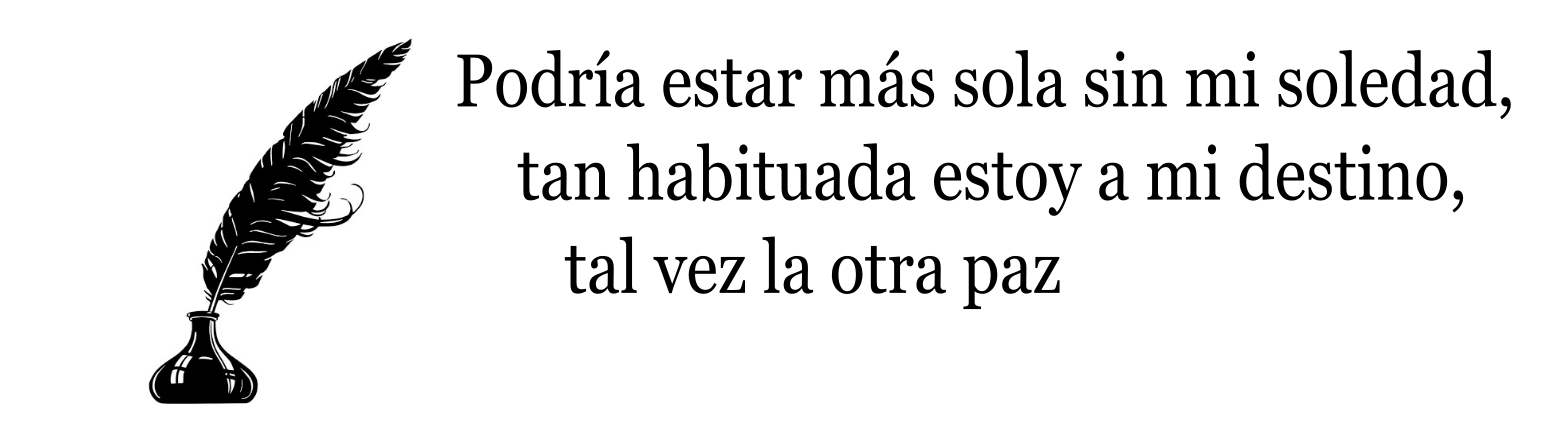 Podría estar más sola sin mi soledad,
tan habituada estoy a mi destino,
tal vez la otra paz